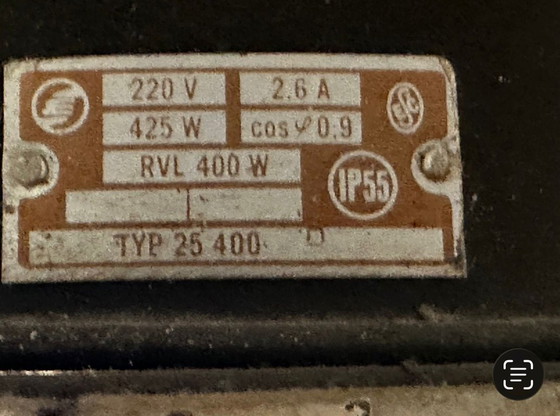 220 V 2.6 A
425 W cos φ 0.9
RVL 400 W
IP55
TYP 25 400